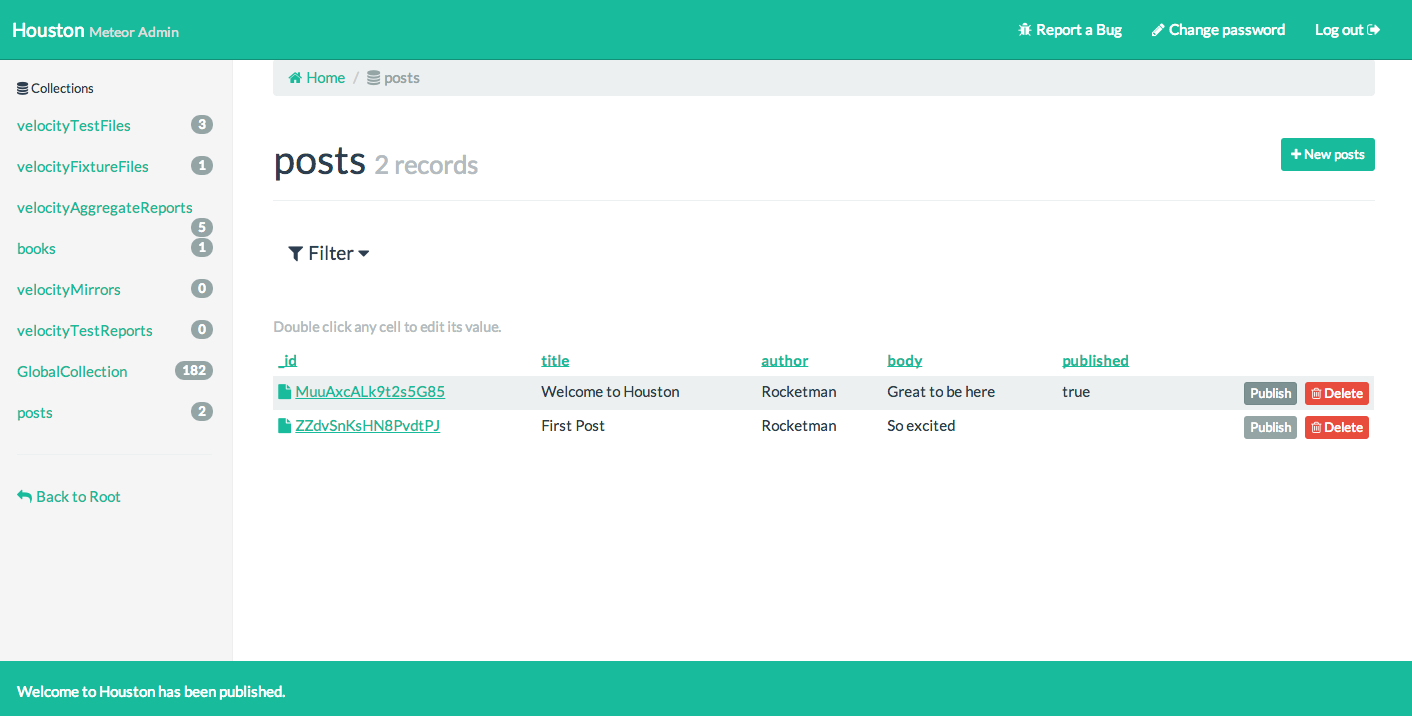 Houston Meteor Admin
Report a Bug
Change password
Log out
Collections
velocityTestFiles 3
velocityFixtureFiles 1
velocityAggregateReports
5
books 1
velocityMirrors 0
velocityTestReports 0
GlobalCollection 182
posts 2
Back to Root
Home / posts
posts 2 records
+ New posts
Filter
Double click any cell to edit its value.
_id title author body published
MuuAxcALk9t2s5G85 Welcome to Houston Rocketman Great to be here true Publish Delete
ZZdvSnKsHN8PvdtPJ First Post Rocketman So excited Publish Delete
Welcome to Houston has been published.